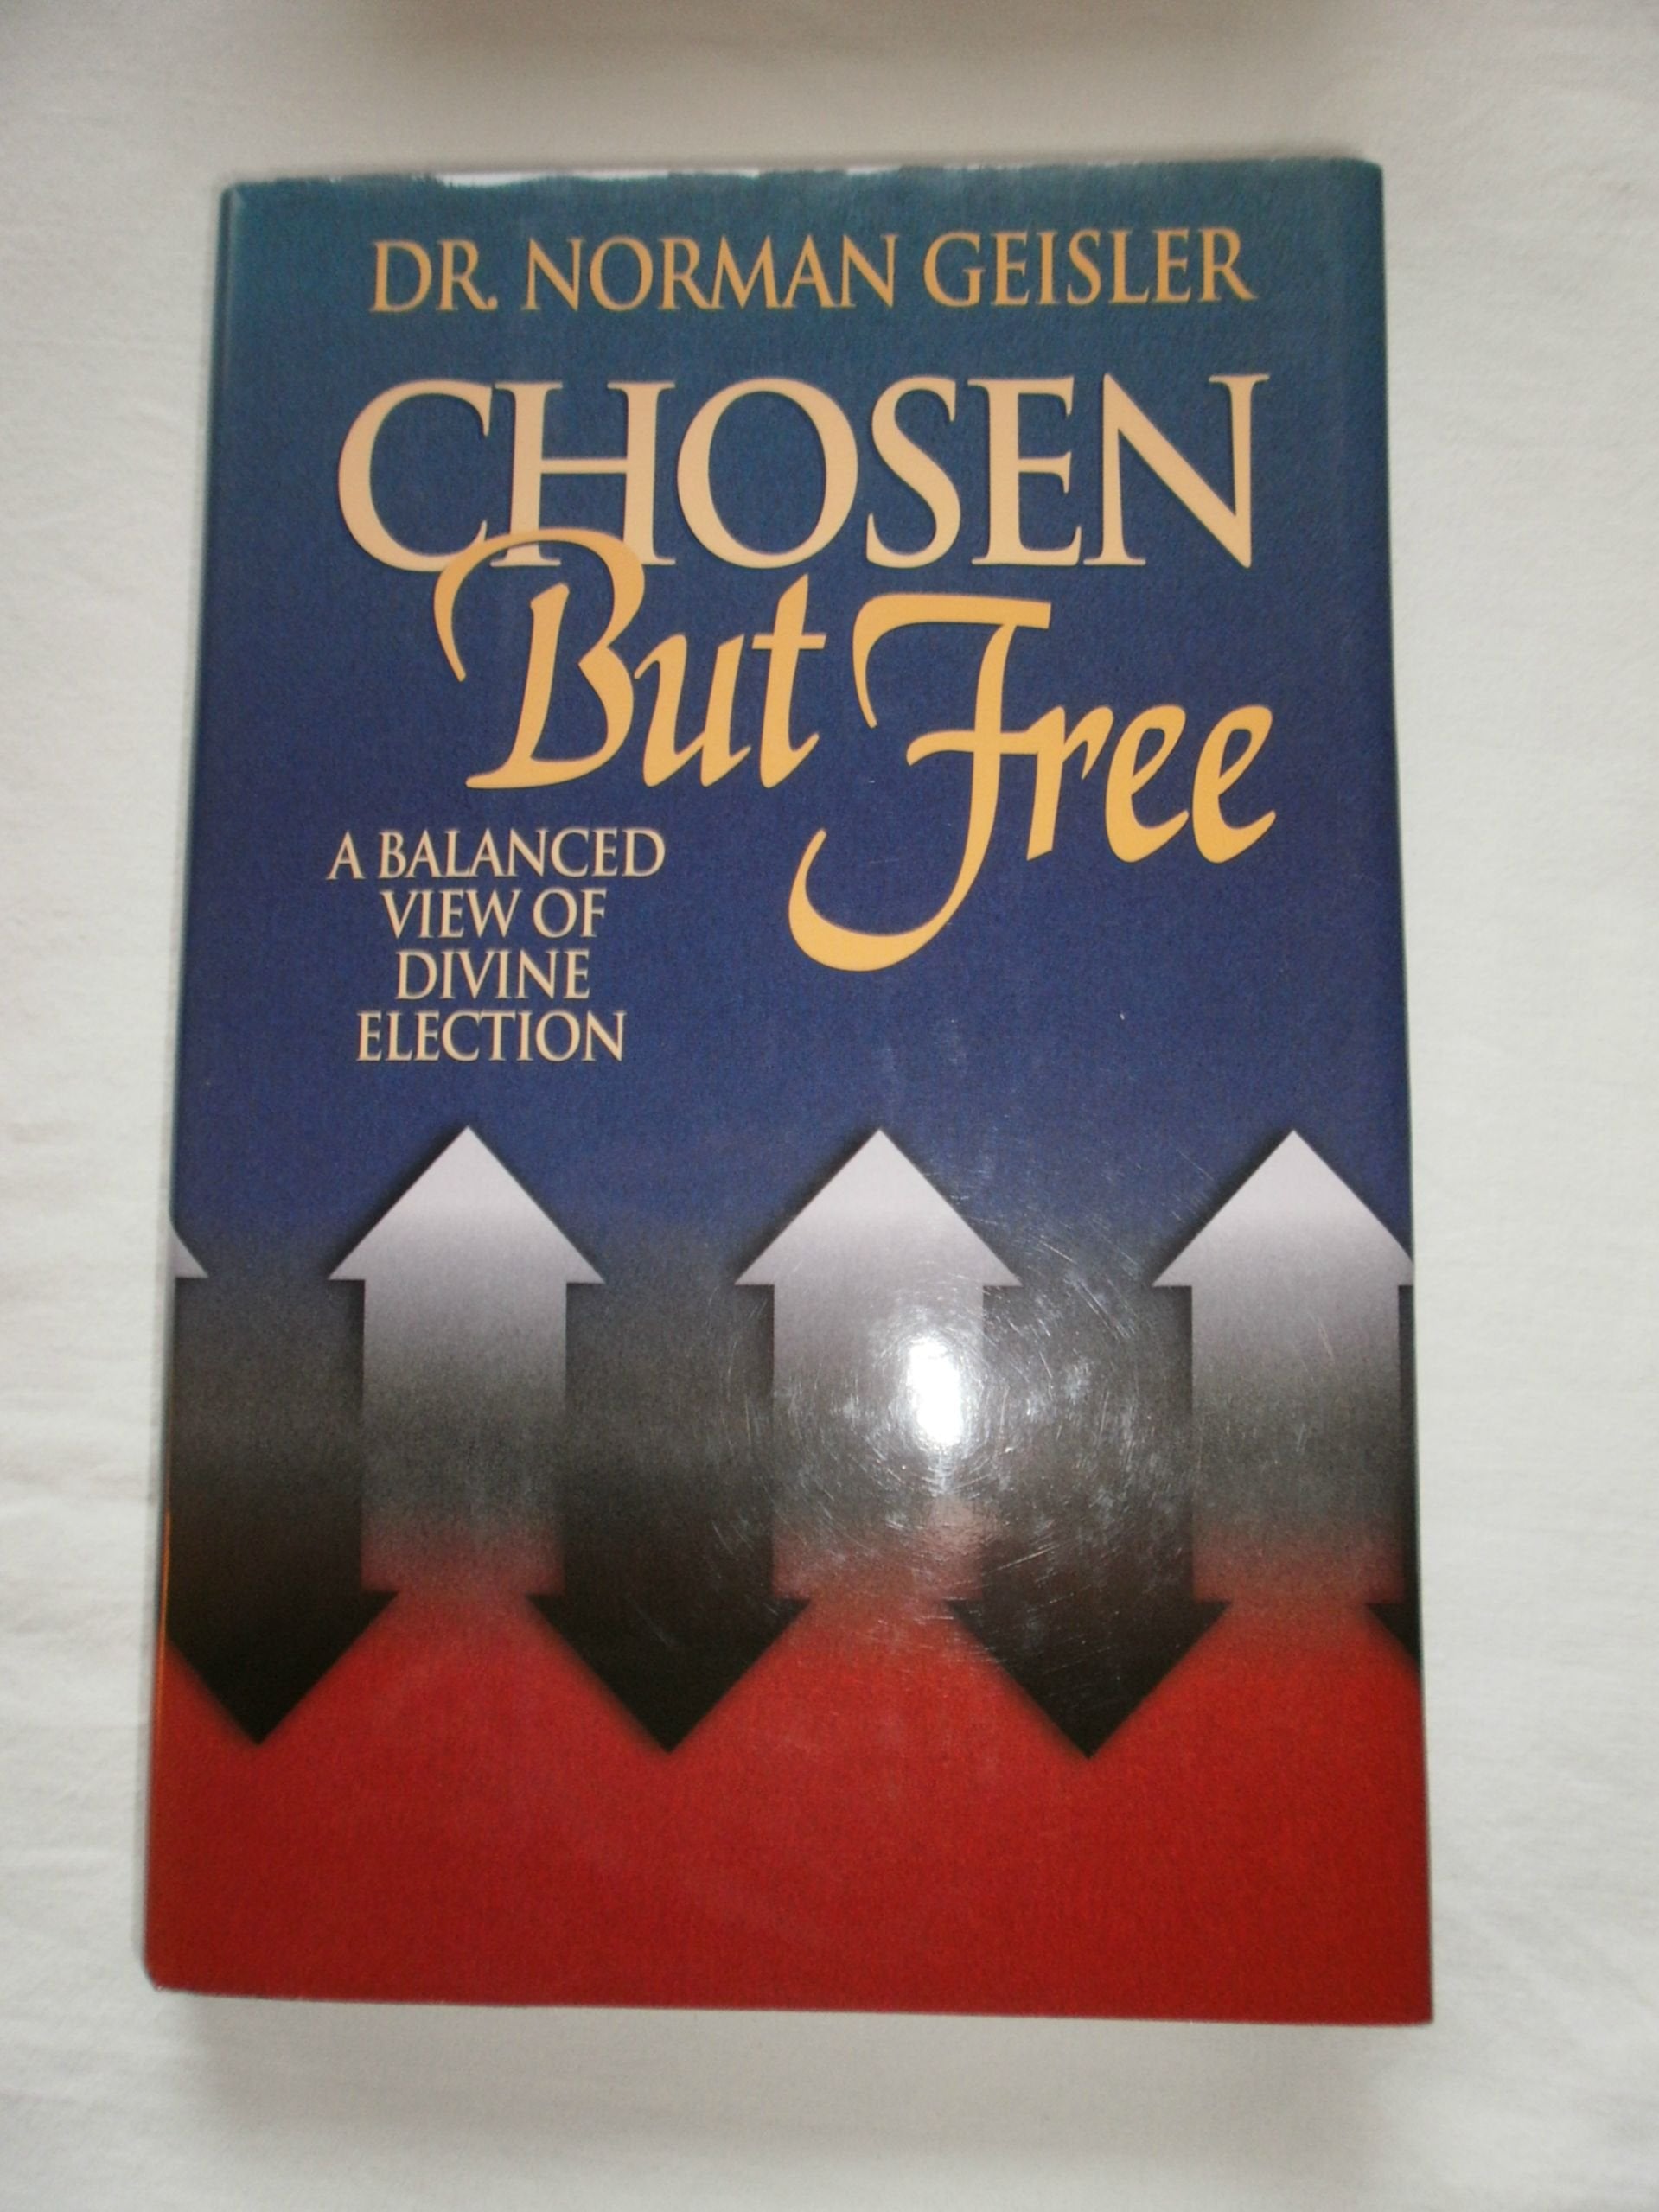 DR. NORMAN GEISLER
CHOSEN
But Free
A BALANCED
VIEW OF
DIVINE
ELECTION